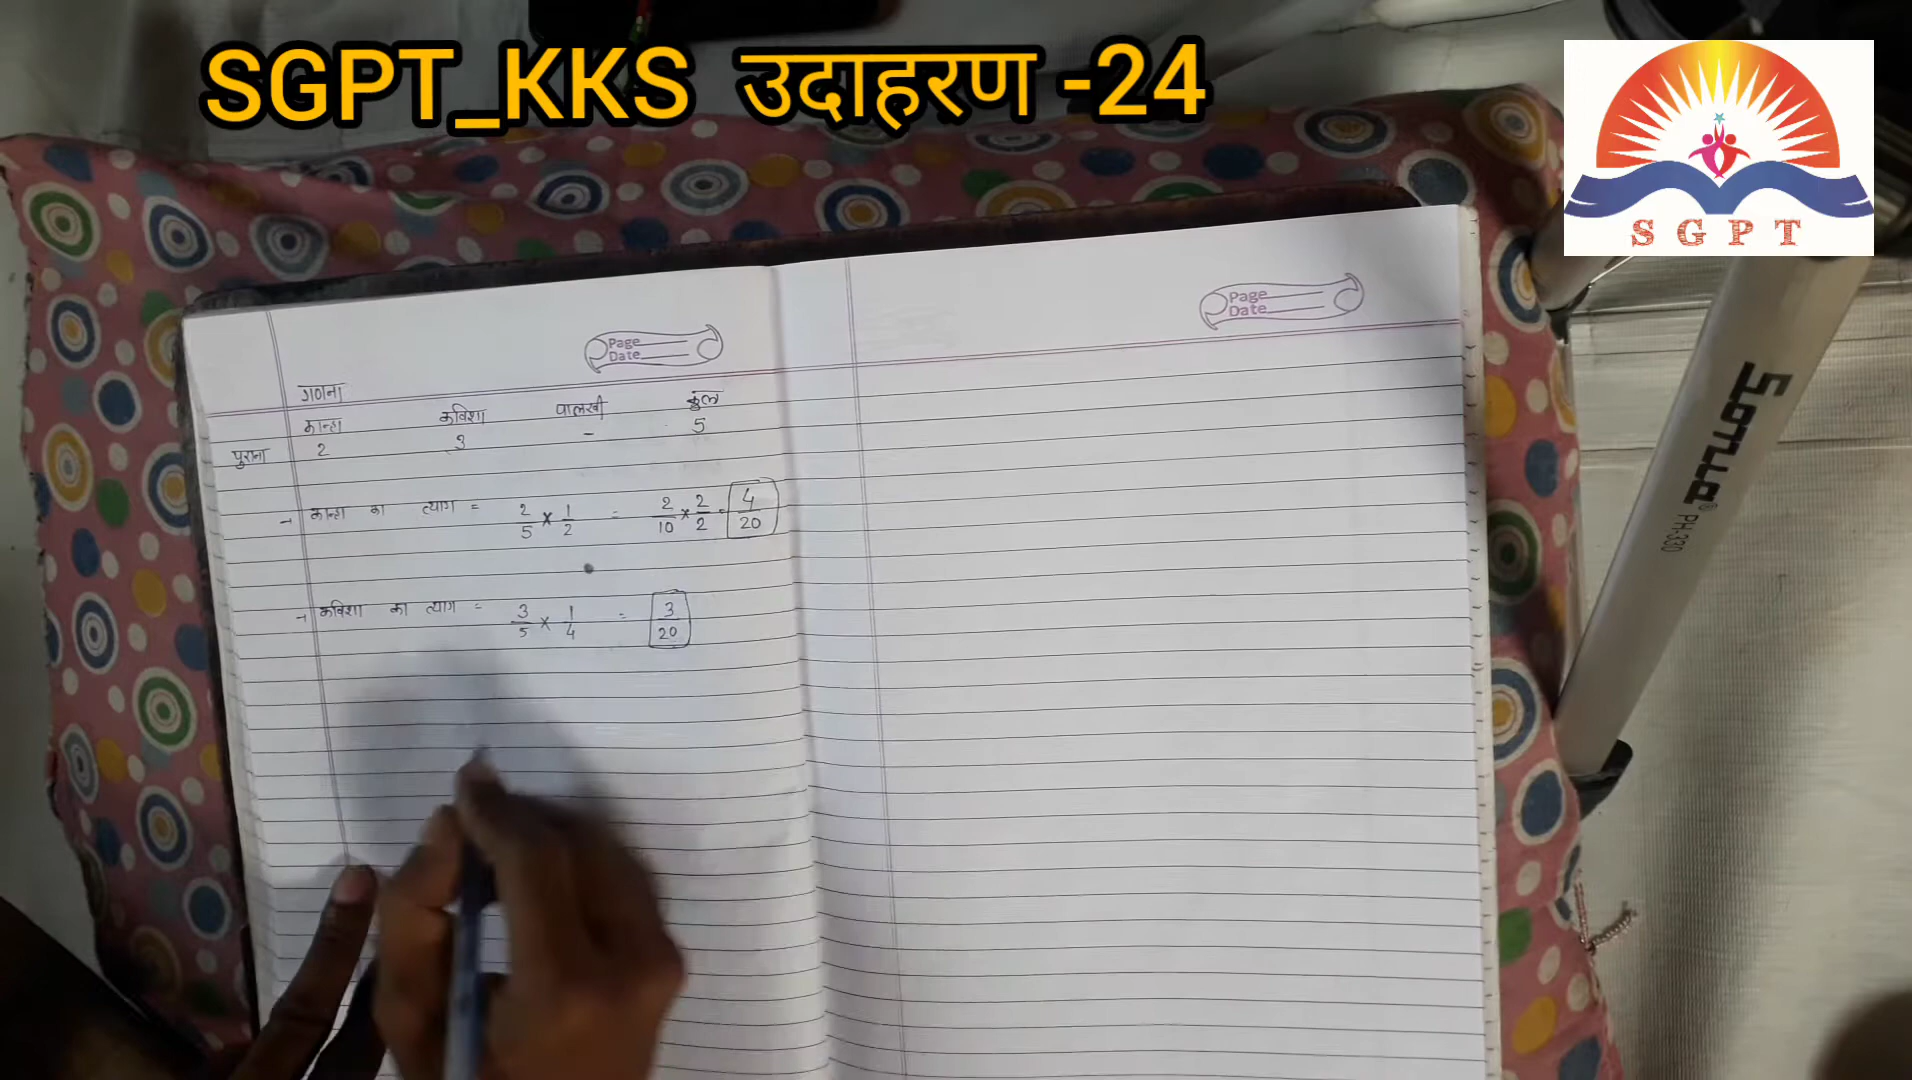 SGPT_KKS उदाहरण -24
SGPT
Page
Date
Page
Date
गणना
कान्हा कविशा पालखी कुल
पुराना 2 3 - 5
→ कान्हा का त्याग = 2/5 × 1/2 = 2/10 × 2/2 = 4/20
→ कविशा का त्याग = 3/5 × 1/4 = 3/20
Sonia® PH-330